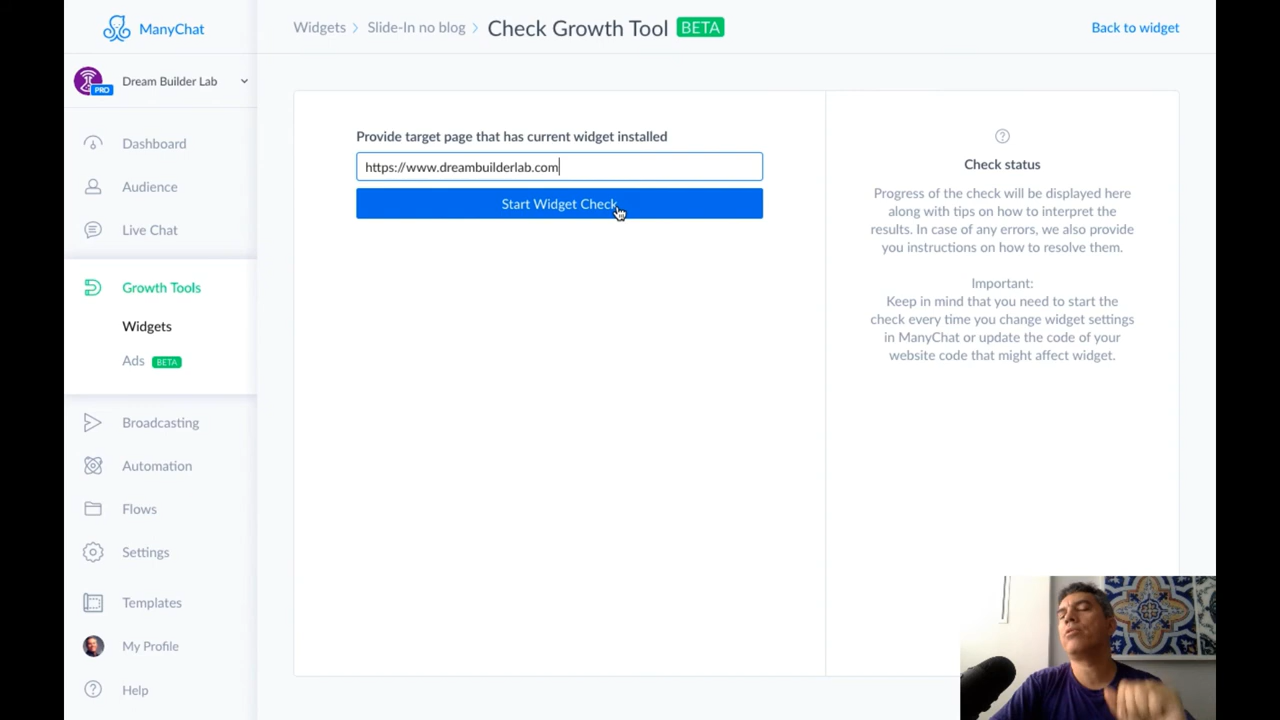 ManyChat
Widgets > Slide-In no blog > Check Growth Tool BETA
Back to widget
PRO
Dream Builder Lab
Dashboard
Audience
Live Chat
Growth Tools
Widgets
Ads BETA
Broadcasting
Automation
Flows
Settings
Templates
My Profile
Help
Provide target page that has current widget installed
https://www.dreambuilderlab.com
Start Widget Check
Check status
Progress of the check will be displayed here
along with tips on how to interpret the
results. In case of any errors, we also provide
you instructions on how to resolve them.
Important:
Keep in mind that you need to start the
check every time you change widget settings
in ManyChat or update the code of your
website code that might affect widget.